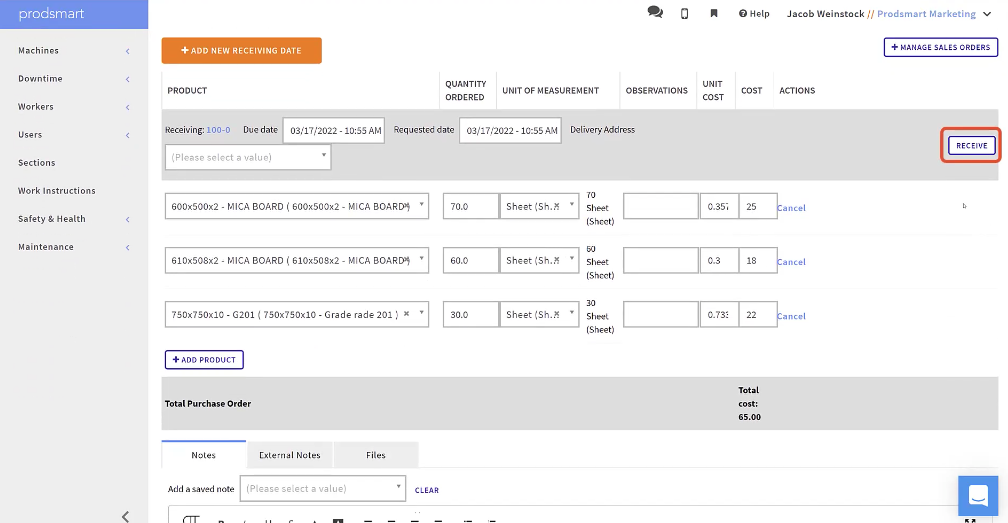 prodsmart
Help
Jacob Weinstock // Prodsmart Marketing
Machines
Downtime
Workers
Users
Sections
Work Instructions
Safety & Health
Maintenance
+ ADD NEW RECEIVING DATE
+ MANAGE SALES ORDERS
PRODUCT
QUANTITY
ORDERED
UNIT OF MEASUREMENT
OBSERVATIONS
UNIT
COST
COST
ACTIONS
Receiving: 100-0 Due date 03/17/2022 - 10:55 AM Requested date 03/17/2022 - 10:55 AM Delivery Address
(Please select a value)
RECEIVE
600x500x2 - MICA BOARD ( 600x500x2 - MICA BOARD )
70.0
Sheet (Sh...
70
Sheet
(Sheet)
0.357
25
Cancel
610x508x2 - MICA BOARD ( 610x508x2 - MICA BOARD )
60.0
Sheet (Sh...
60
Sheet
(Sheet)
0.3
18
Cancel
750x750x10 - G201 ( 750x750x10 - Grade rade 201 )
30.0
Sheet (Sh...
30
Sheet
(Sheet)
0.733
22
Cancel
+ ADD PRODUCT
Total Purchase Order
Total
cost:
65.00
Notes
External Notes
Files
Add a saved note (Please select a value) CLEAR